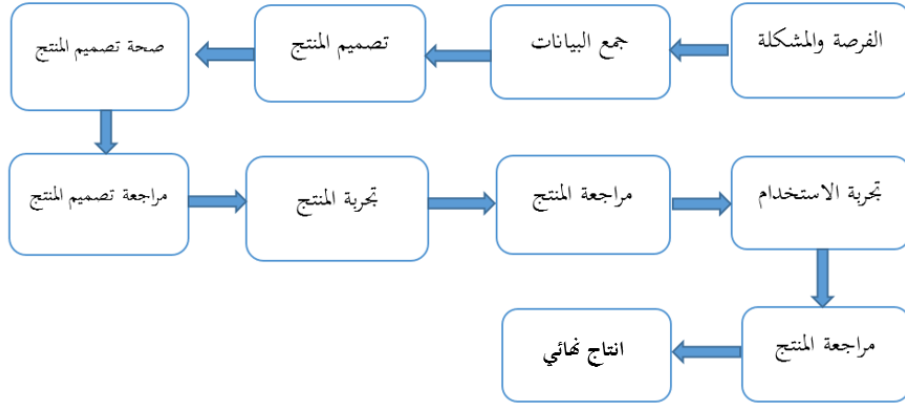 الفرصة والمشكلة
جمع البيانات
تصميم المنتج
صحة تصميم المنتج
مراجعة تصميم المنتج
تجربة المنتج
مراجعة المنتج
تجربة الاستخدام
مراجعة المنتج
انتاج نهائي